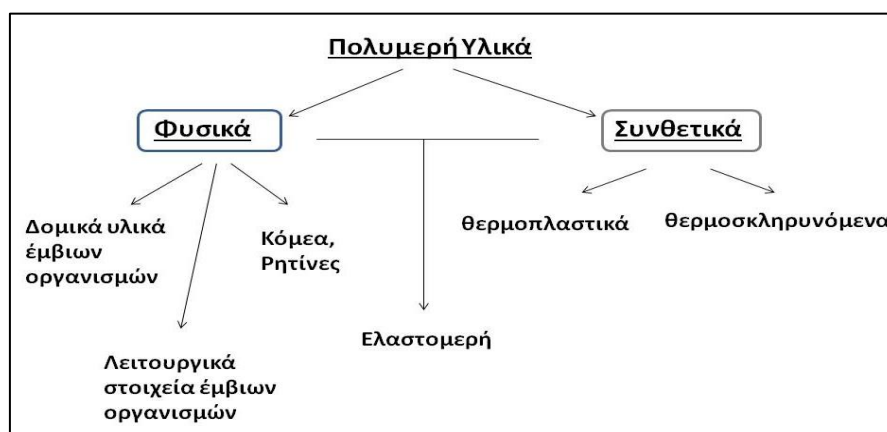 Πολυμερή Υλικά
Φυσικά
Συνθετικά
Δομικά υλικά
έμβιων
οργανισμών
Κόμεα,
Ρητίνες
θερμοπλαστικά
θερμοσκληρυνόμενα
Ελαστομερή
Λειτουργικά
στοιχεία έμβιων
οργανισμών